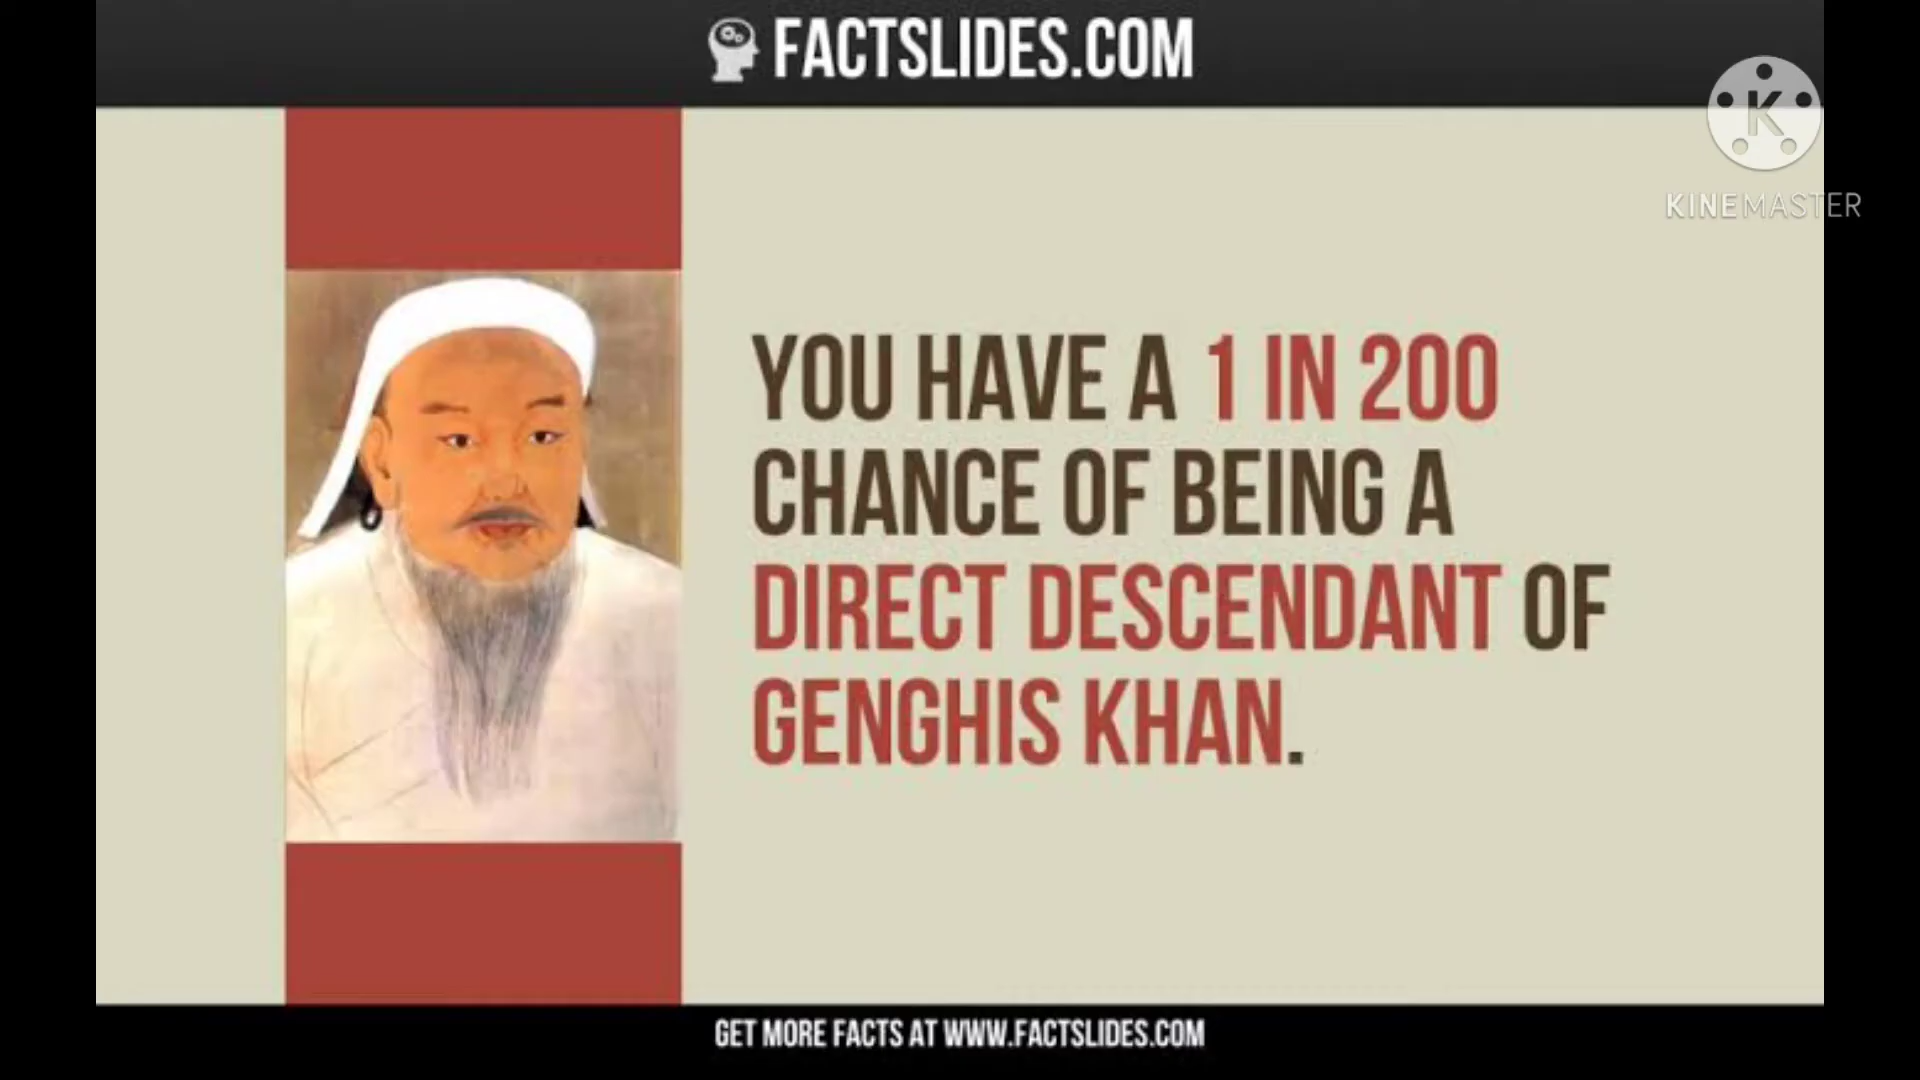 FACTSLIDES.COM
K
KINEMASTER
YOU HAVE A 1 IN 200
CHANCE OF BEING A
DIRECT DESCENDANT OF
GENGHIS KHAN.
GET MORE FACTS AT WWW.FACTSLIDES.COM